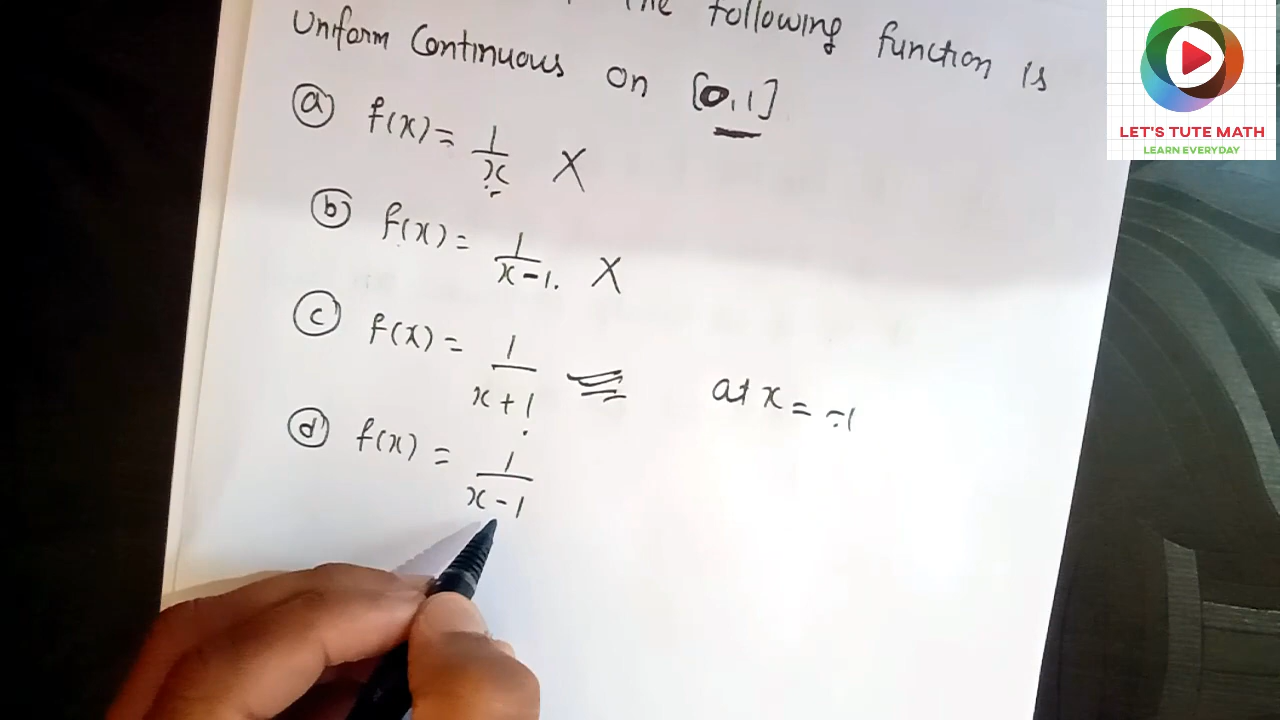 the following function is
Uniform Continuous on [0,1]
(a) f(x) = 1/x X
(b) f(x) = 1/x-1. X
(c) f(x) = 1/x+1 at x = -1
(d) f(x) = 1/x-1
LET'S TUTE MATH
LEARN EVERYDAY